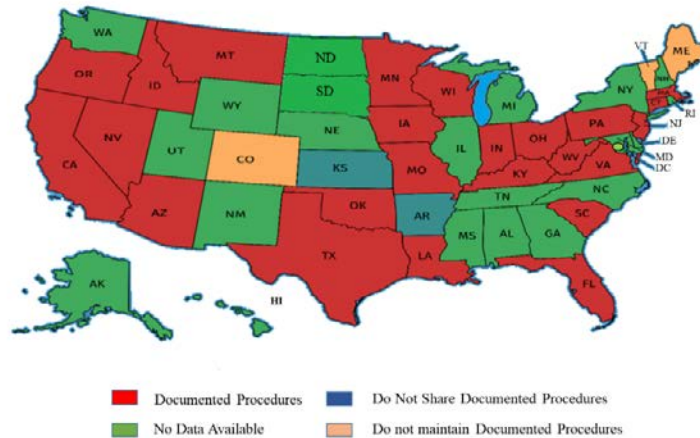 WA
MT
ND
MN
VT
ME
NH
OR
ID
SD
WI
MI
NY
MA
CT
RI
WY
NE
IA
PA
NJ
NV
UT
CO
IL
IN
OH
DE
MD
DC
CA
KS
MO
KY
WV
VA
AZ
NM
OK
AR
TN
NC
SC
MS
AL
GA
TX
LA
FL
AK
HI
Documented Procedures
Do Not Share Documented Procedures
No Data Available
Do not maintain Documented Procedures